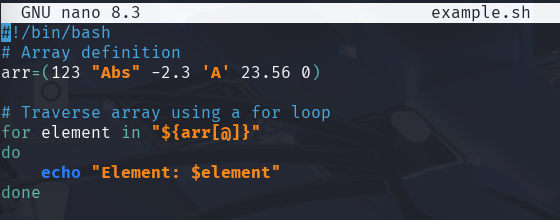 GNU nano 8.3 example.sh
#!/bin/bash
# Array definition
arr=(123 "Abs" -2.3 'A' 23.56 0)

# Traverse array using a for loop
for element in "${arr[@]}"
do
    echo "Element: $element"
done